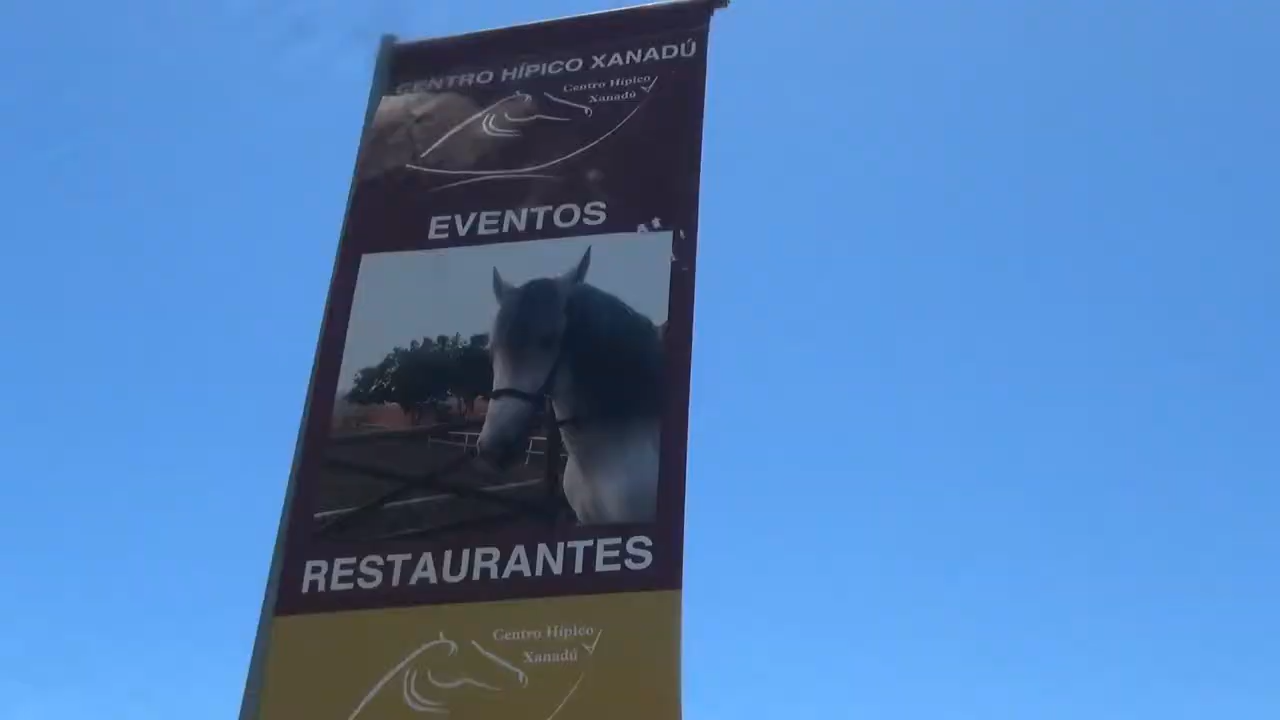 CENTRO HÍPICO XANADÚ
Centro Hípico
Xanadú
EVENTOS
RESTAURANTES
Centro Hípico
Xanadú